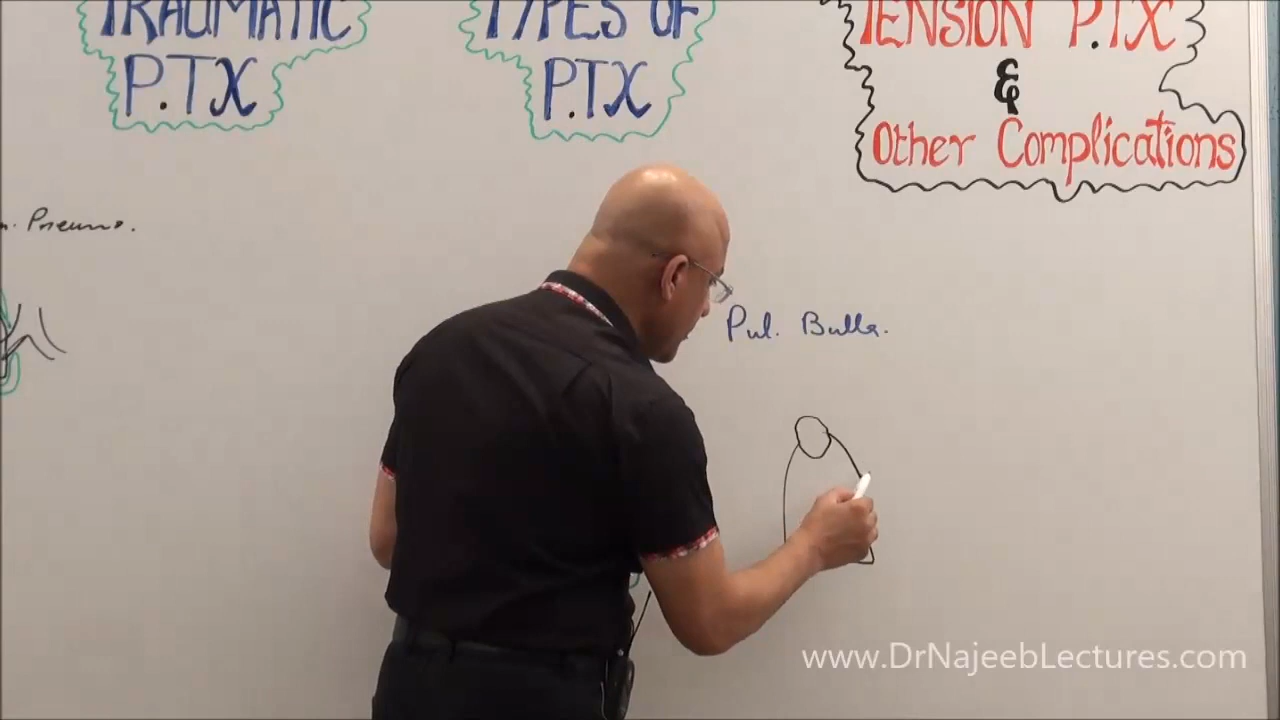 TRAUMATIC
P.TX
TYPES OF
P.TX
TENSION P.TX
&
Other Complications
. Pneumo.
Pul. Bulla.
www.DrNajeebLectures.com